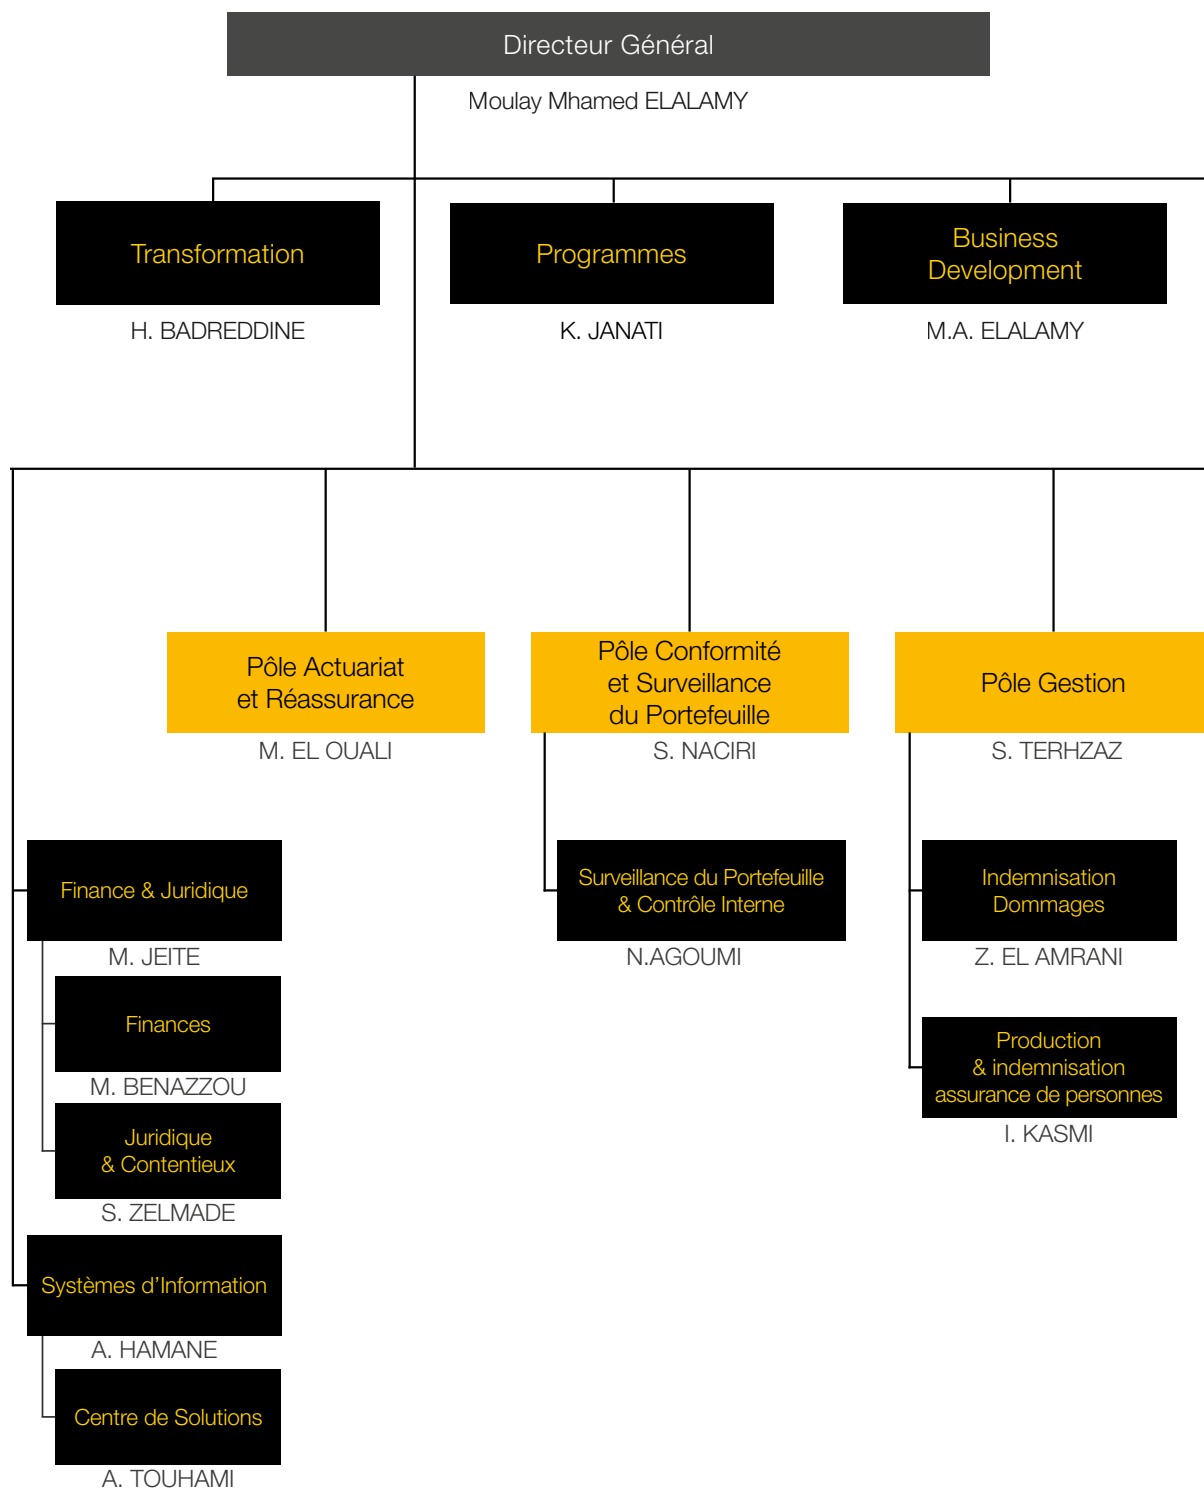 Directeur Général
Moulay Mhamed ELALAMY
Transformation
H. BADREDDINE
Programmes
K. JANATI
Business
Development
M.A. ELALAMY
Pôle Actuariat
et Réassurance
M. EL OUALI
Pôle Conformité
et Surveillance
du Portefeuille
S. NACIRI
Pôle Gestion
S. TERHZAZ
Finance & Juridique
M. JEITE
Finances
M. BENAZZOU
Juridique
& Contentieux
S. ZELMADE
Systèmes d’Information
A. HAMANE
Centre de Solutions
A. TOUHAMI
Surveillance du Portefeuille
& Contrôle Interne
N.AGOUMI
Indemnisation
Dommages
Z. EL AMRANI
Production
& indemnisation
assurance de personnes
I. KASMI